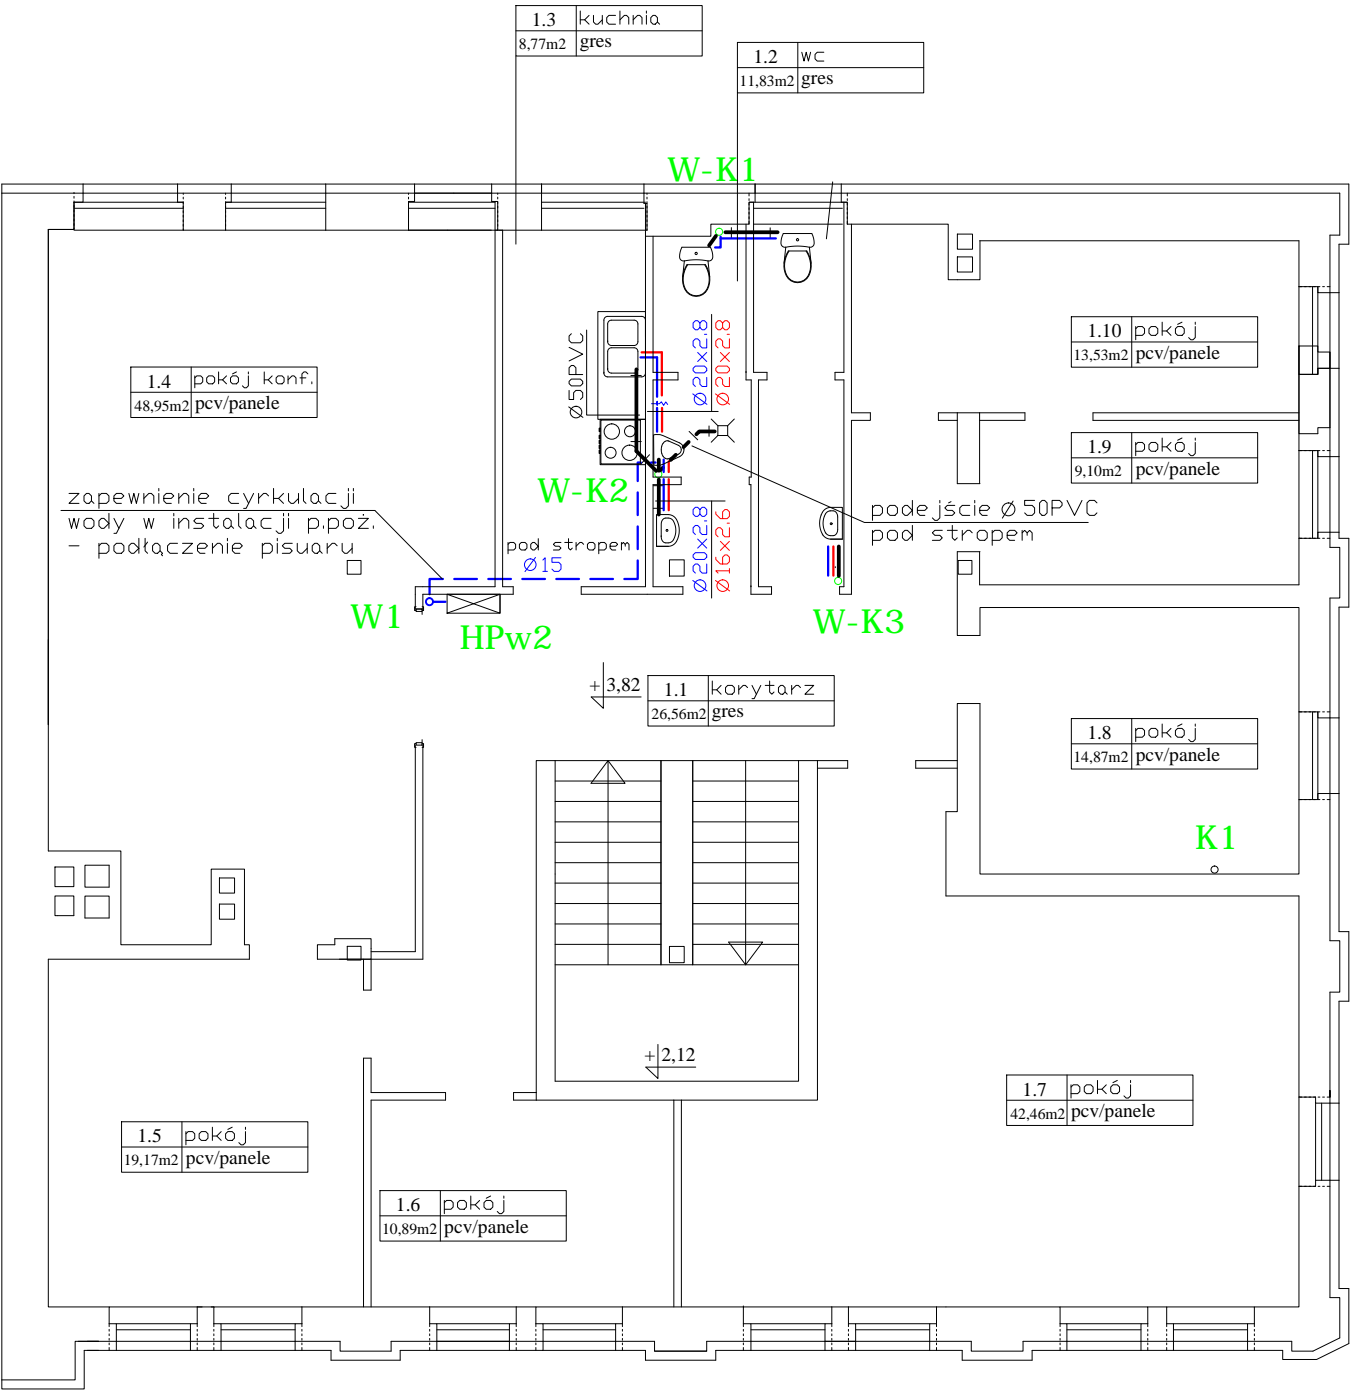 1.3 kuchnia
8,77m2 gres
1.2 wc
11,83m2 gres
W-K1
1.4 pokój konf.
48,95m2 pcv/panele
Ø50PVC
Ø20x2.8
Ø20x2.8
1.10 pokój
13,53m2 pcv/panele
1.9 pokój
9,10m2 pcv/panele
zapewnienie cyrkulacji
wody w instalacji p.poż.
- podłączenie pisuaru
W-K2
pod stropem
Ø15
Ø20x2.8
Ø16x2.6
podejście Ø50PVC
pod stropem
W1
HPw2
W-K3
+3,82
1.1 korytarz
26,56m2 gres
1.8 pokój
14,87m2 pcv/panele
K1
+2,12
1.7 pokój
42,46m2 pcv/panele
1.5 pokój
19,17m2 pcv/panele
1.6 pokój
10,89m2 pcv/panele